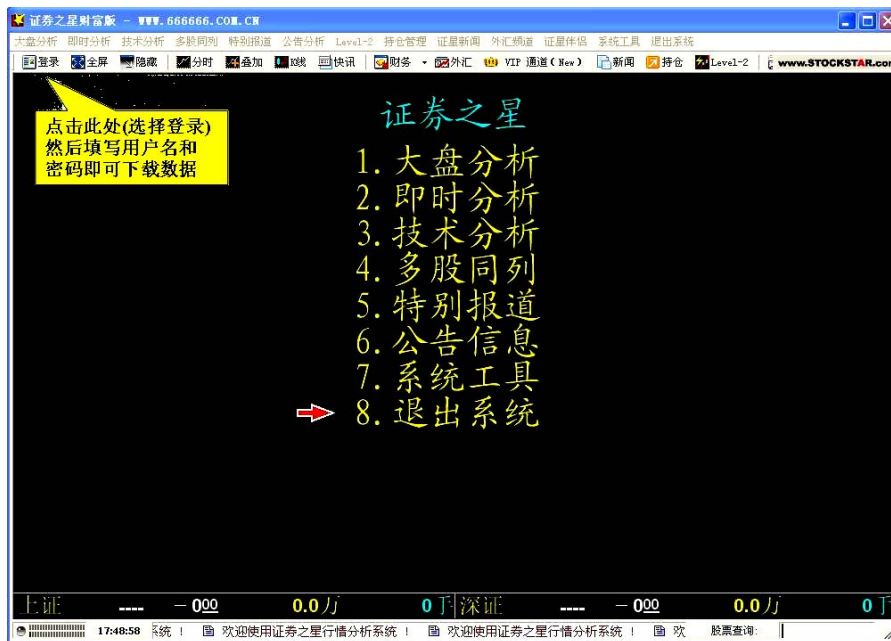 证券之星财富版 - WWW.666666.COM.CN
大盘分析 即时分析 技术分析 多股同列 特别报道 公告分析 Level-2 持仓管理 证星新闻 外汇频道 证星伴侣 系统工具 退出系统
登录 全屏 隐藏 分时 叠加 K线 快讯 财务 外汇 VIP 通道(New) 新闻 持仓 Level-2 www.STOCKSTAR.com
点击此处(选择登录)
然后填写用户名和
密码即可下载数据
证券之星
1.大盘分析
2.即时分析
3.技术分析
4.多股同列
5.特别报道
6.公告信息
7.系统工具
8.退出系统
上证 ---- -000 0.0万 0手 深证 ---- -000 0.0万 0手
17:48:58 系统 ! 欢迎使用证券之星行情分析系统 ! 欢迎使用证券之星行情分析系统 ! 欢 股票查询: